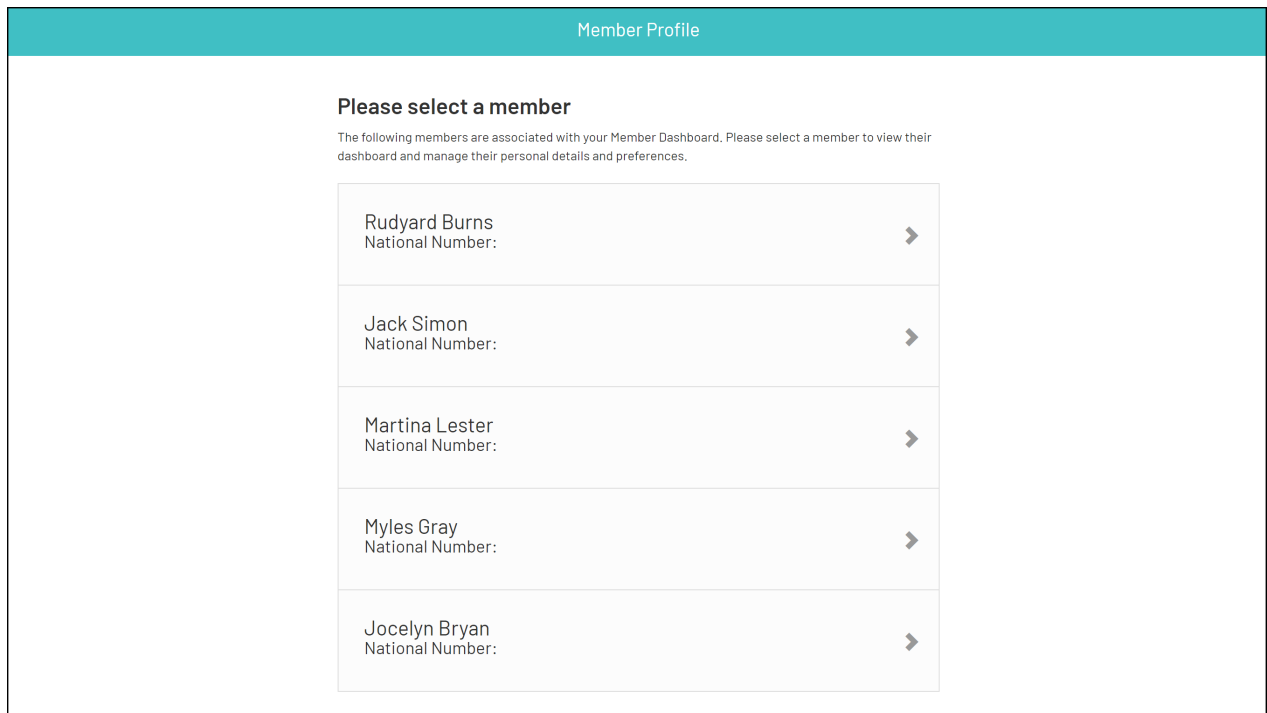 Member Profile
Please select a member
The following members are associated with your Member Dashboard. Please select a member to view their
dashboard and manage their personal details and preferences.
Rudyard Burns
National Number:
Jack Simon
National Number:
Martina Lester
National Number:
Myles Gray
National Number:
Jocelyn Bryan
National Number: